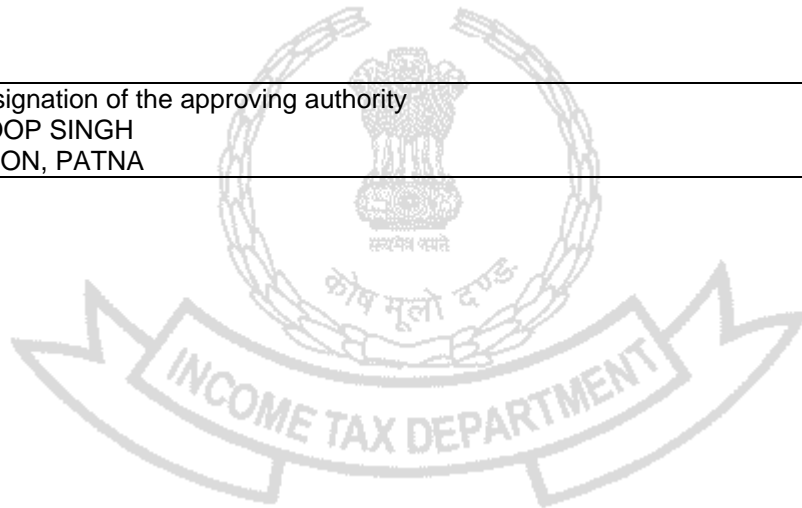 signation of the approving authority
OOP SINGH
ON, PATNA
सत्यमेव जयते
कोष मूलो दण्डः
INCOME TAX DEPARTMENT